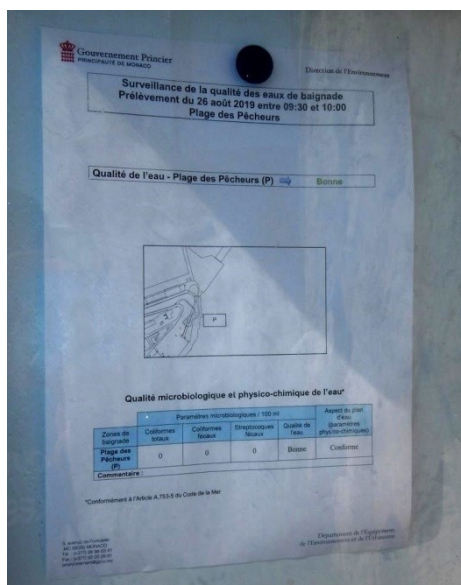 Gouvernement Princier
PRINCIPAUTÉ DE MONACO
Direction de l'Environnement
Surveillance de la qualité des eaux de baignade
Prélèvement du 26 août 2019 entre 09:30 et 10:00
Plage des Pêcheurs
Qualité de l'eau - Plage des Pêcheurs (P) Bonne
P
Qualité microbiologique et physico-chimique de l'eau*
Paramètres microbiologiques / 100 ml
Zones de baignade
Coliformes totaux
Coliformes fécaux
Streptocoques fécaux
Qualité de l'eau
Aspect du plan d'eau (paramètres physico-chimiques)
Plage des Pêcheurs (P) 0 0 0 Bonne Conforme
Commentaire :
*Conformément à l'Article A.753-5 du Code de la Mer
Département de l'Equipement,
de l'Environnement et de l'Urbanisme